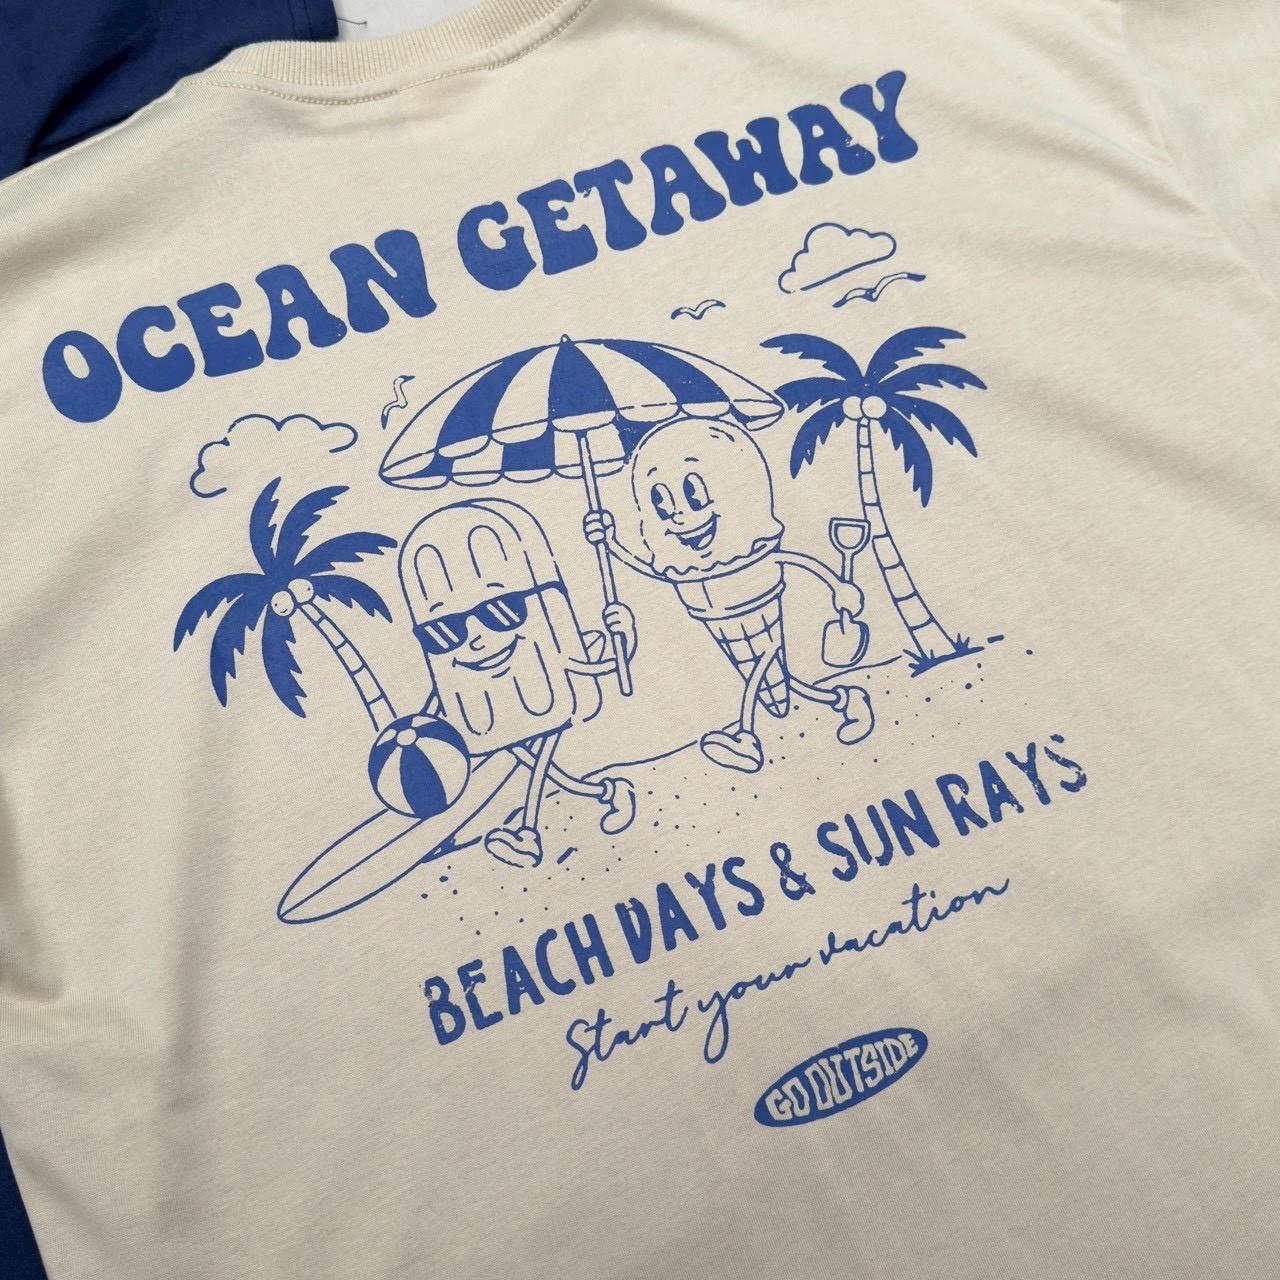 OCEAN GETAWAY
BEACH DAYS & SUN RAYS
Start your vacation
GO OUTSIDE